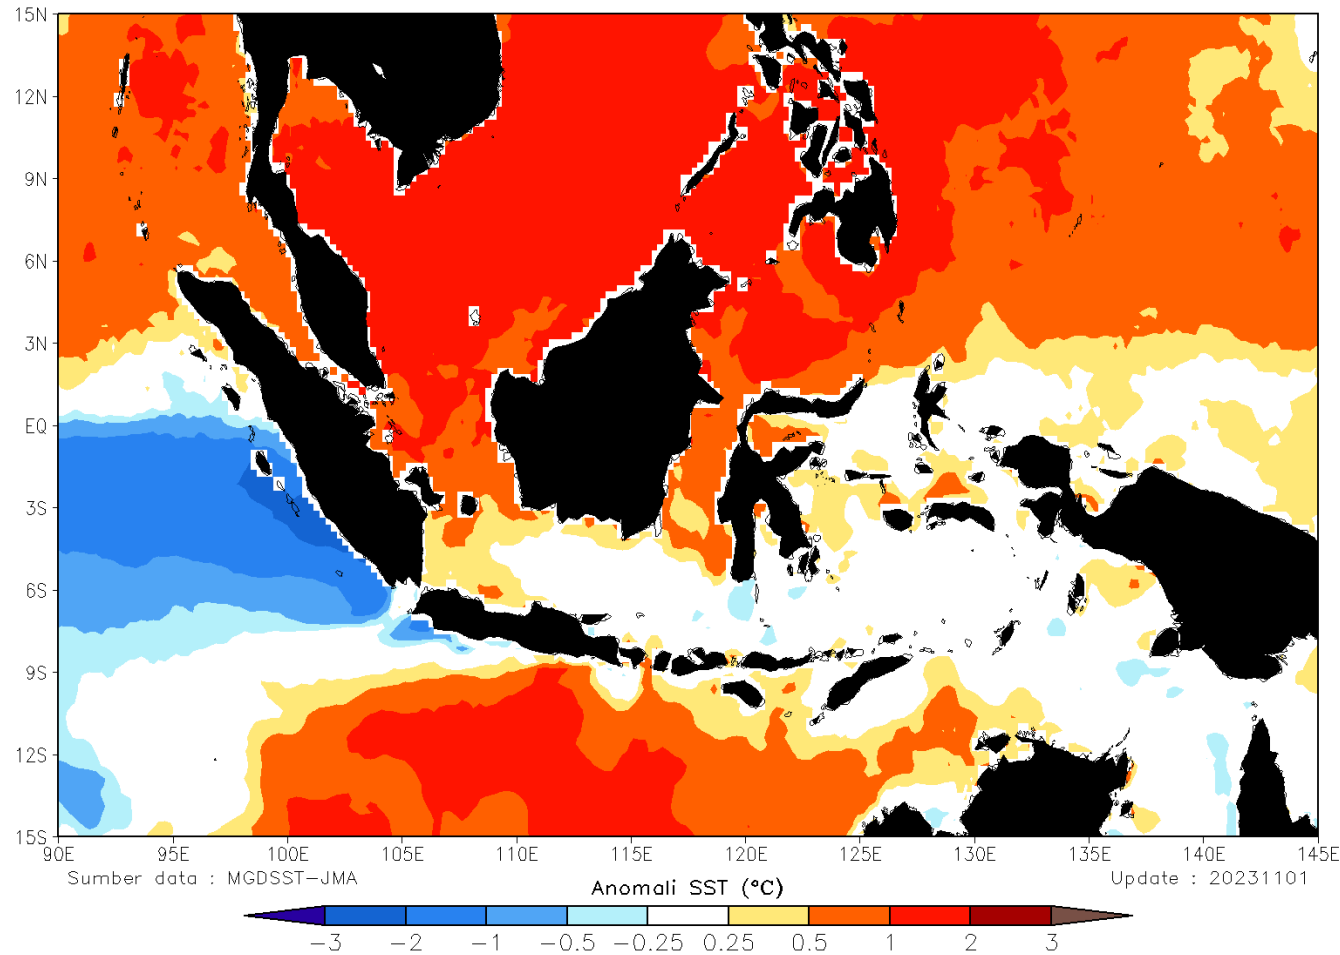 15N
12N
9N
6N
3N
EQ
3S
6S
9S
12S
15S
90E 95E 100E 105E 110E 115E 120E 125E 130E 135E 140E 145E
Sumber data : MGDSST-JMA
Update : 20231101
Anomali SST (°C)
-3 -2 -1 -0.5 -0.25 0.25 0.5 1 2 3